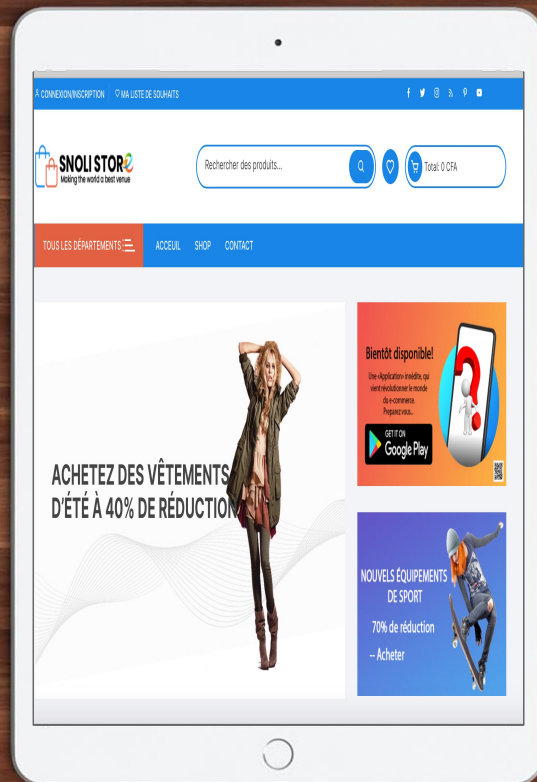 CONNEXION/INSCRIPTION
MA LISTE DE SOUHAITS
SNOLI STORE
Making the world a best venue
Rechercher des produits...
Total: 0 CFA
TOUS LES DÉPARTEMENTS
ACCEUIL
SHOP
CONTACT
ACHETEZ DES VÊTEMENTS
D'ÉTÉ À 40% DE RÉDUCTION
Bientôt disponible!
Une «Application» innédite, qui
vient révolutionner le monde
du e-commerce.
Preparez vous...
GET IT ON
Google Play
NOUVELS ÉQUIPEMENTS
DE SPORT
70% de réduction
-- Acheter